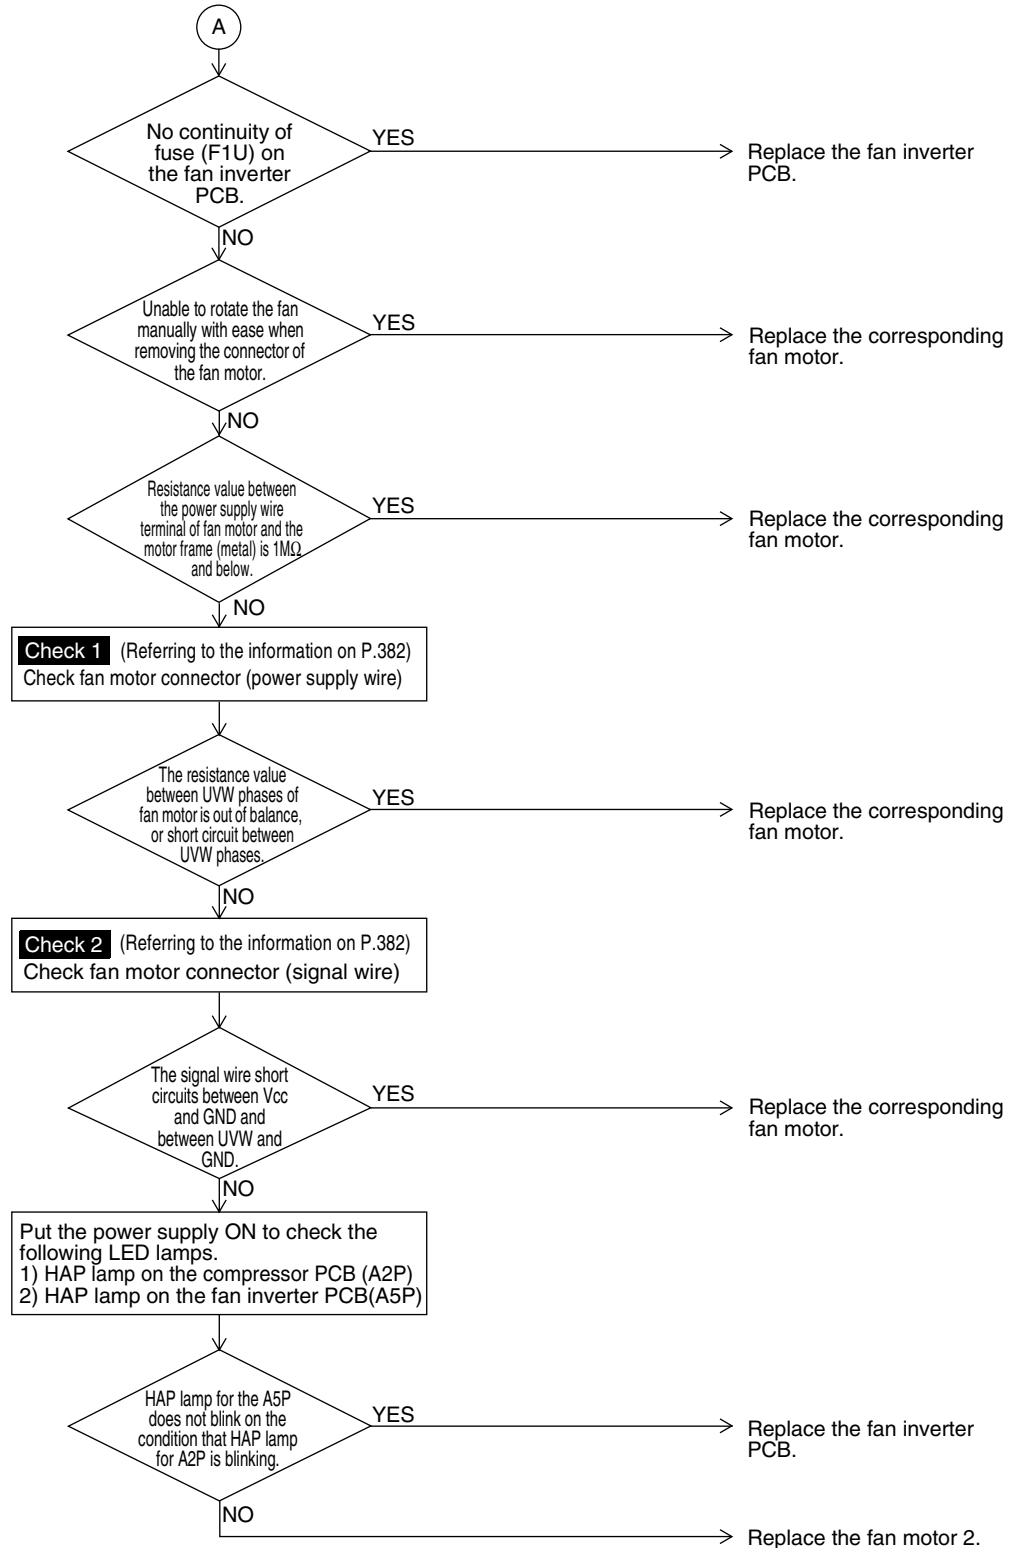 A
No continuity of
fuse (F1U) on
the fan inverter
PCB.
YES
Replace the fan inverter
PCB.
NO
Unable to rotate the fan
manually with ease when
removing the connector of
the fan motor.
YES
Replace the corresponding
fan motor.
NO
Resistance value between
the power supply wire
terminal of fan motor and the
motor frame (metal) is 1MΩ
and below.
YES
Replace the corresponding
fan motor.
NO
Check 1 (Referring to the information on P.382)
Check fan motor connector (power supply wire)
The resistance value
between UVW phases of
fan motor is out of balance,
or short circuit between
UVW phases.
YES
Replace the corresponding
fan motor.
NO
Check 2 (Referring to the information on P.382)
Check fan motor connector (signal wire)
The signal wire short
circuits between Vcc
and GND and
between UVW and
GND.
YES
Replace the corresponding
fan motor.
NO
Put the power supply ON to check the
following LED lamps.
1) HAP lamp on the compressor PCB (A2P)
2) HAP lamp on the fan inverter PCB(A5P)
HAP lamp for the A5P
does not blink on the
condition that HAP lamp
for A2P is blinking.
YES
Replace the fan inverter
PCB.
NO
Replace the fan motor 2.